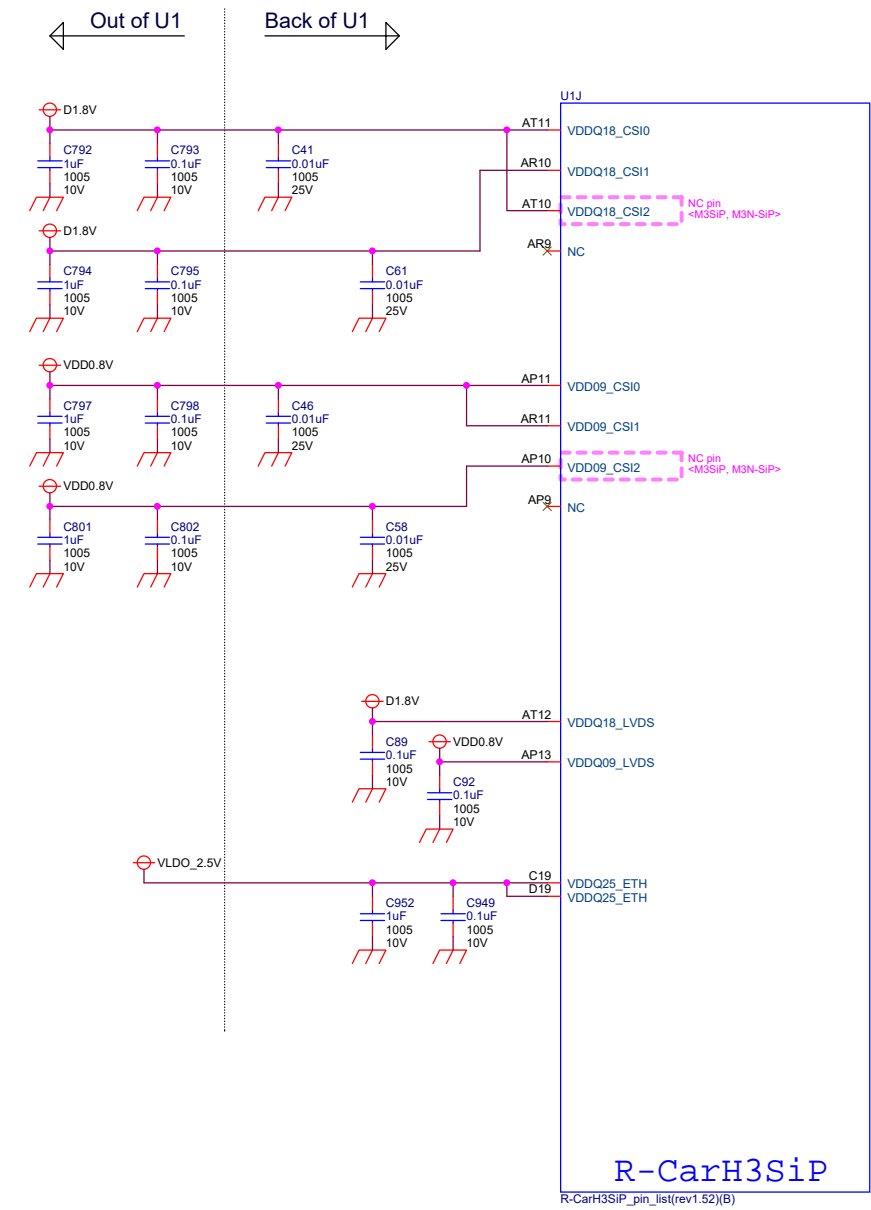 Out of U1
Back of U1
U1J
D1.8V
AT11
VDDQ18_CSI0
C792
1uF
1005
10V
C793
0.1uF
1005
10V
C41
0.01uF
1005
25V
AR10
VDDQ18_CSI1
AT10
VDDQ18_CSI2
NC pin
<M3SiP, M3N-SiP>
D1.8V
AR9
NC
C794
1uF
1005
10V
C795
0.1uF
1005
10V
C61
0.01uF
1005
25V
VDD0.8V
AP11
VDD09_CSI0
C797
1uF
1005
10V
C798
0.1uF
1005
10V
C46
0.01uF
1005
25V
AR11
VDD09_CSI1
AP10
VDD09_CSI2
NC pin
<M3SiP, M3N-SiP>
VDD0.8V
AP9
NC
C801
1uF
1005
10V
C802
0.1uF
1005
10V
C58
0.01uF
1005
25V
D1.8V
AT12
VDDQ18_LVDS
C89
0.1uF
1005
10V
VDD0.8V
AP13
VDDQ09_LVDS
C92
0.1uF
1005
10V
VLDO_2.5V
C19
VDDQ25_ETH
D19
VDDQ25_ETH
C952
1uF
1005
10V
C949
0.1uF
1005
10V
R-CarH3SiP
R-CarH3SiP_pin_list(rev1.52)(B)